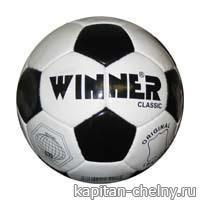 WINNER
CLASSIC
ORIGINAL
kapitan-chelny.ru